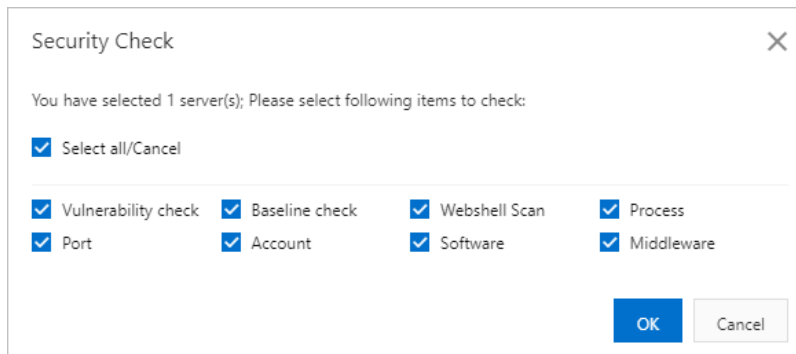 Security Check
You have selected 1 server(s); Please select following items to check:
Select all/Cancel
Vulnerability check Baseline check Webshell Scan Process
Port Account Software Middleware
OK Cancel